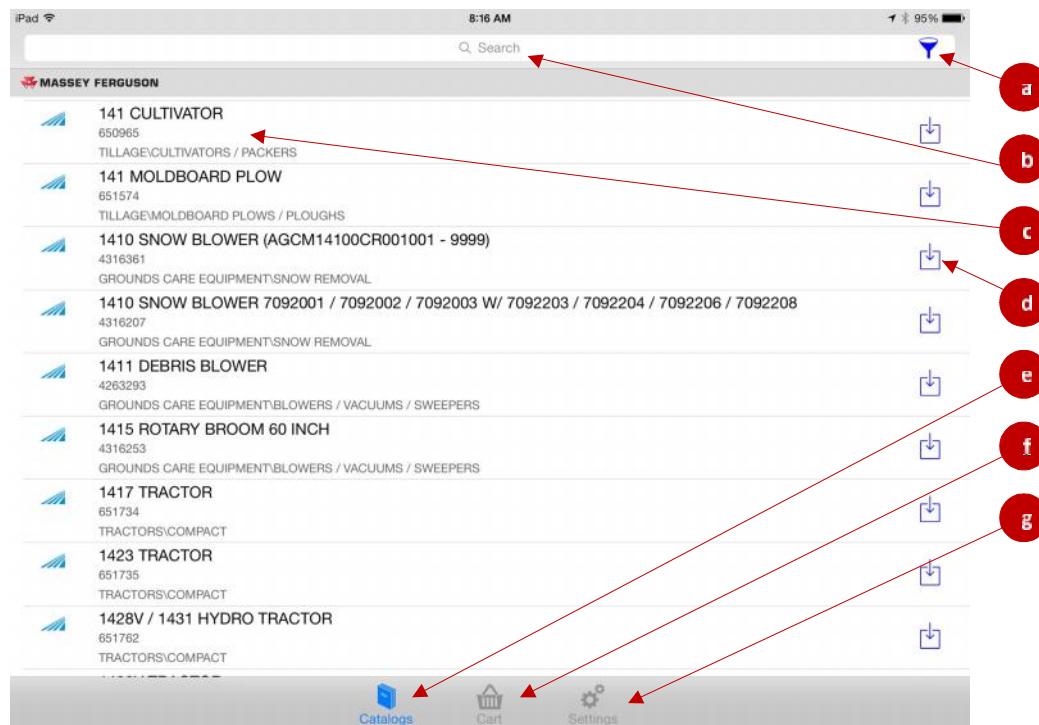 iPad 8:16 AM 95%
Search
MASSEY FERGUSON
141 CULTIVATOR
650965
TILLAGE\CULTIVATORS / PACKERS
141 MOLDBOARD PLOW
651574
TILLAGE\MOLDBOARD PLOWS / PLOUGHS
1410 SNOW BLOWER (AGCM14100CR001001 - 9999)
4316361
GROUNDS CARE EQUIPMENT\SNOW REMOVAL
1410 SNOW BLOWER 7092001 / 7092002 / 7092003 W/ 7092203 / 7092204 / 7092206 / 7092208
4316207
GROUNDS CARE EQUIPMENT\SNOW REMOVAL
1411 DEBRIS BLOWER
4263293
GROUNDS CARE EQUIPMENT\BLOWERS / VACUUMS / SWEEPERS
1415 ROTARY BROOM 60 INCH
4316253
GROUNDS CARE EQUIPMENT\BLOWERS / VACUUMS / SWEEPERS
1417 TRACTOR
651734
TRACTORS\COMPACT
1423 TRACTOR
651735
TRACTORS\COMPACT
1428V / 1431 HYDRO TRACTOR
651762
TRACTORS\COMPACT
Catalogs Cart Settings
a
b
c
d
e
f
g